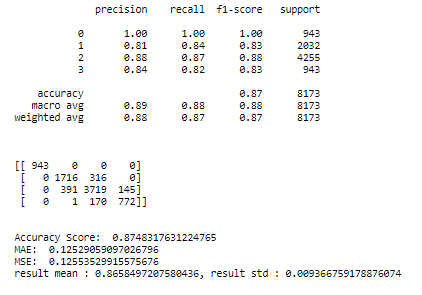 precision recall f1-score support
0 1.00 1.00 1.00 943
1 0.81 0.84 0.83 2032
2 0.88 0.87 0.88 4255
3 0.84 0.82 0.83 943
accuracy 0.87 8173
macro avg 0.89 0.88 0.88 8173
weighted avg 0.88 0.87 0.87 8173
[[ 943 0 0 0]
[ 0 1716 316 0]
[ 0 391 3719 145]
[ 0 1 170 772]]
Accuracy Score: 0.8748317631224765
MAE: 0.12529059097026796
MSE: 0.12553529915575676
result mean : 0.8658497207580436, result std : 0.009366759178876074